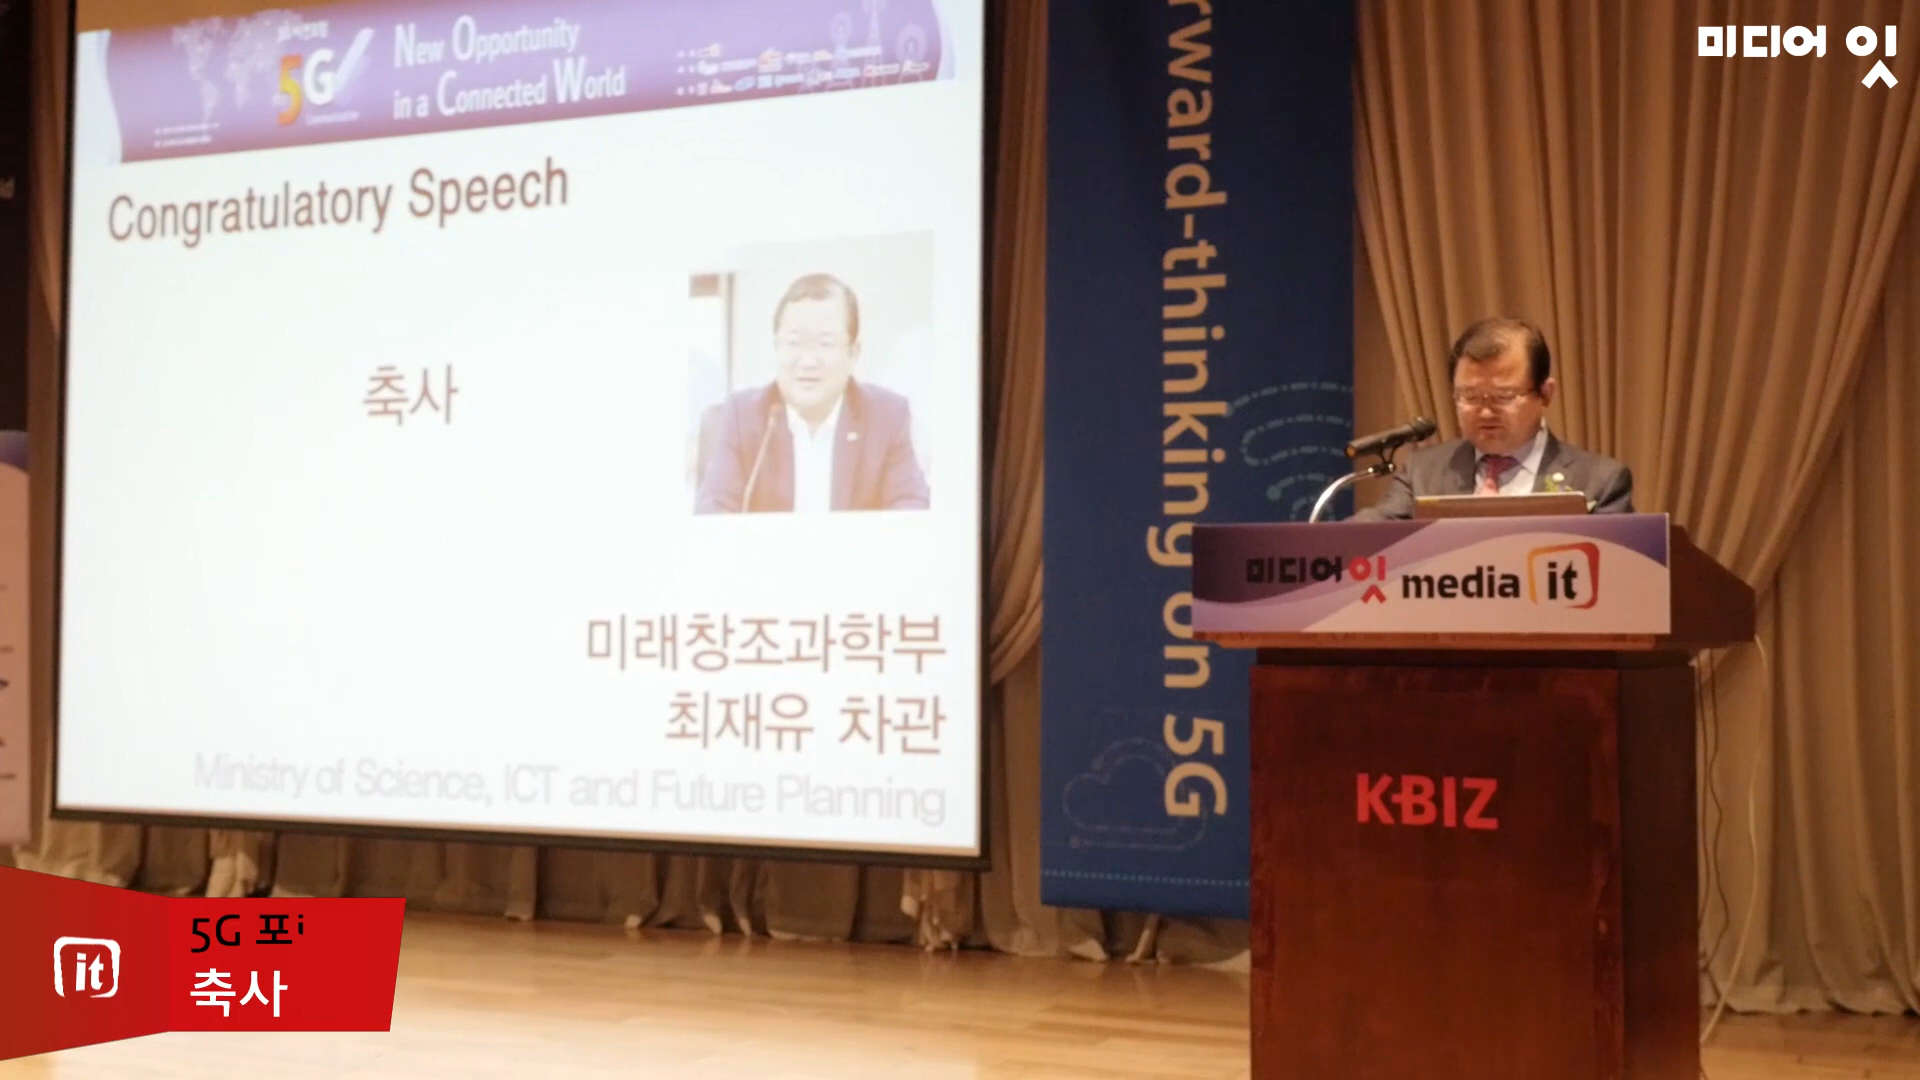 5G
New Opportunity
in a Connected World
Congratulatory Speech
축사
미래창조과학부
최재유 차관
Ministry of Science, ICT and Future Planning
rward-thinking on 5G
미디어 잇
미디어잇 media it
K-BIZ
it
5G 포
축사